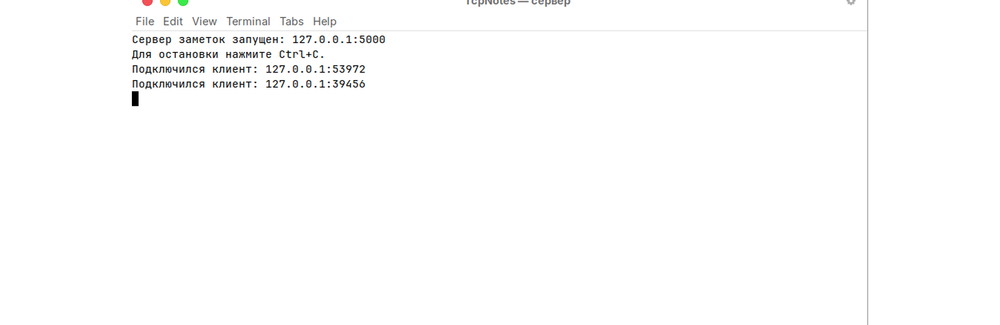 TcpNotes — сервер
File Edit View Terminal Tabs Help
Сервер заметок запущен: 127.0.0.1:5000
Для остановки нажмите Ctrl+C.
Подключился клиент: 127.0.0.1:53972
Подключился клиент: 127.0.0.1:39456